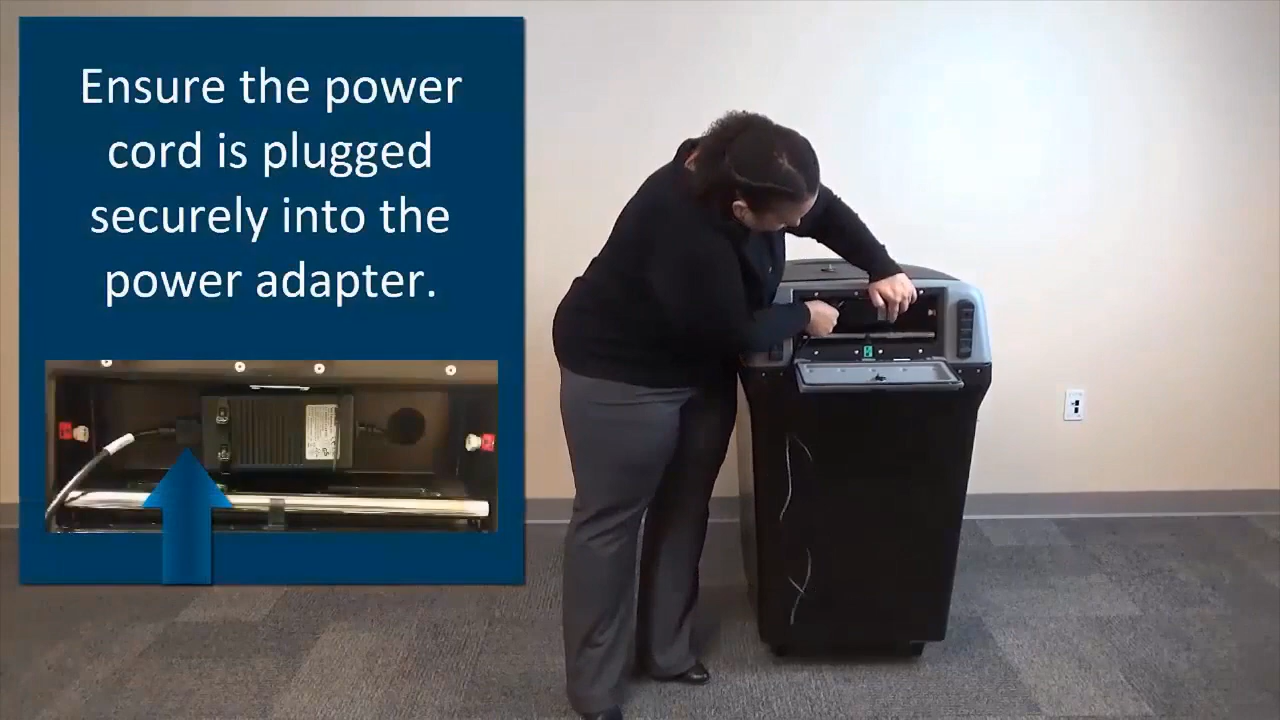 Ensure the power
cord is plugged
securely into the
power adapter.